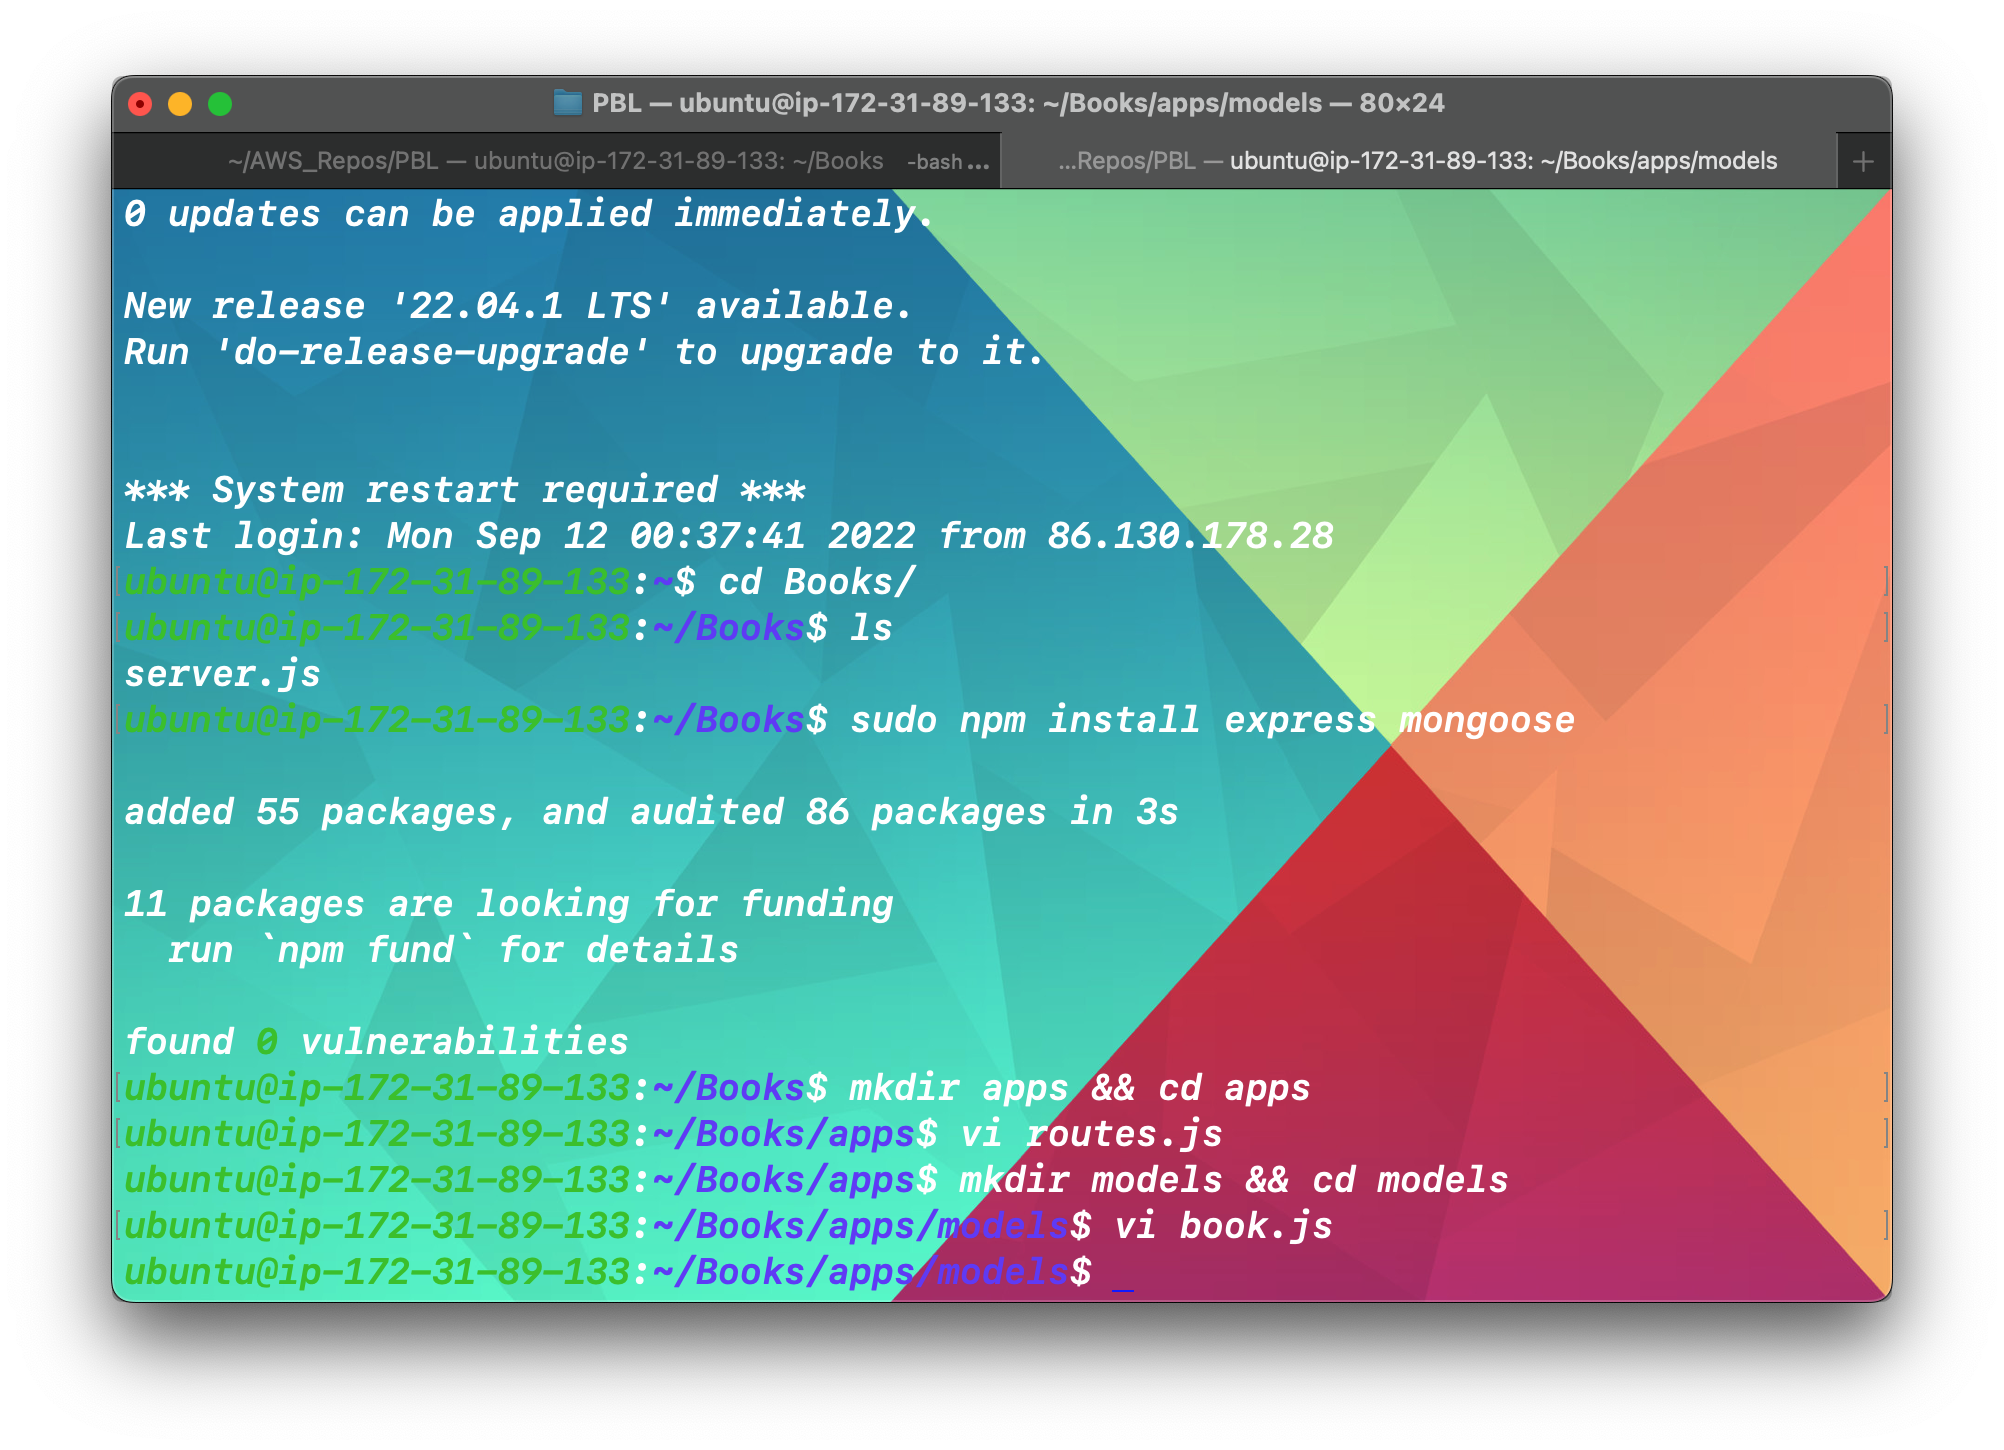 PBL — ubuntu@ip-172-31-89-133: ~/Books/apps/models — 80×24
~/AWS_Repos/PBL — ubuntu@ip-172-31-89-133: ~/Books -bash ...
...Repos/PBL — ubuntu@ip-172-31-89-133: ~/Books/apps/models +
0 updates can be applied immediately.
New release '22.04.1 LTS' available.
Run 'do-release-upgrade' to upgrade to it.
*** System restart required ***
Last login: Mon Sep 12 00:37:41 2022 from 86.130.178.28
[ubuntu@ip-172-31-89-133:~$ cd Books/ ]
[ubuntu@ip-172-31-89-133:~/Books$ ls ]
server.js
[ubuntu@ip-172-31-89-133:~/Books$ sudo npm install express mongoose ]
added 55 packages, and audited 86 packages in 3s
11 packages are looking for funding
  run `npm fund` for details
found 0 vulnerabilities
[ubuntu@ip-172-31-89-133:~/Books$ mkdir apps && cd apps ]
[ubuntu@ip-172-31-89-133:~/Books/apps$ vi routes.js ]
ubuntu@ip-172-31-89-133:~/Books/apps$ mkdir models && cd models
[ubuntu@ip-172-31-89-133:~/Books/apps/models$ vi book.js ]
ubuntu@ip-172-31-89-133:~/Books/apps/models$ _